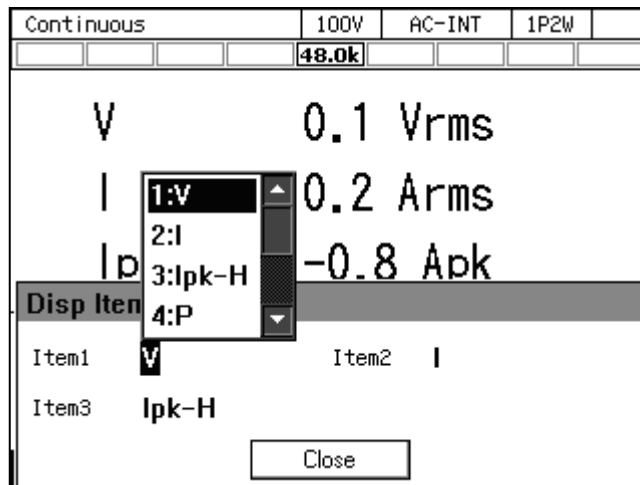 Continuous 100V AC-INT 1P2W
48.0k
V 0.1 Vrms
I 0.2 Arms
Ip -0.8 Apk
1:V
2:I
3:Ipk-H
4:P
Disp Iten
Item1 V Item2 I
Item3 Ipk-H
Close